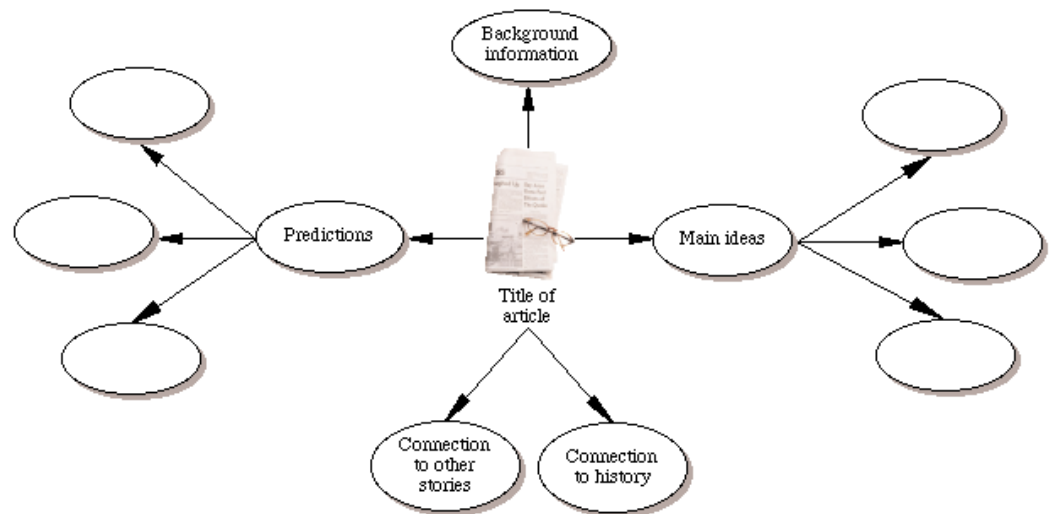 Background
information
Predictions
Main ideas
Title of
article
Connection
to other
stories
Connection
to history